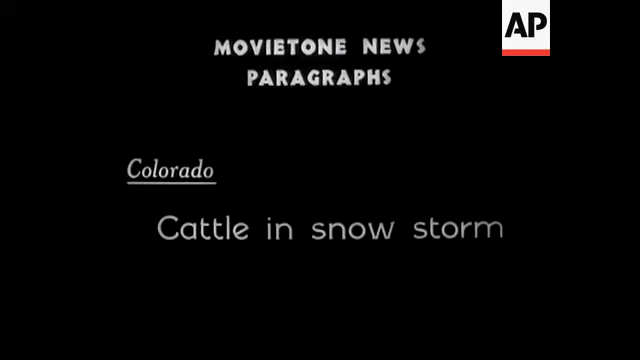 AP
MOVIETONE NEWS
PARAGRAPHS
Colorado
Cattle in snow storm